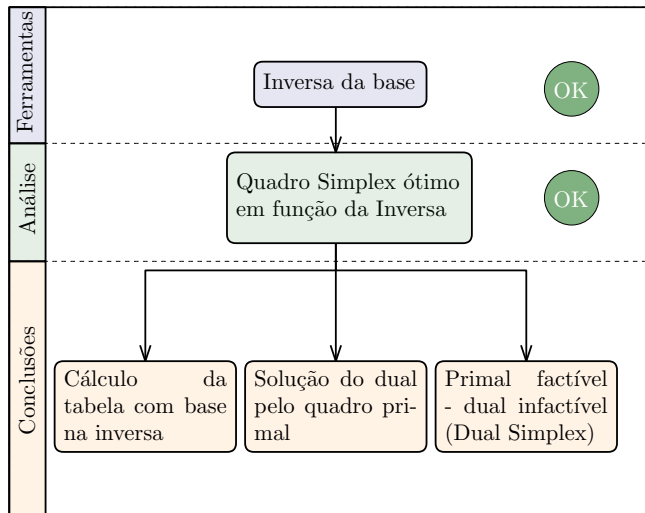 Ferramentas
Inversa da base
OK
Análise
Quadro Simplex ótimo
em função da Inversa
OK
Conclusões
Cálculo da
tabela com base
na inversa
Solução do dual
pelo quadro pri-
mal
Primal factível
- dual infactível
(Dual Simplex)